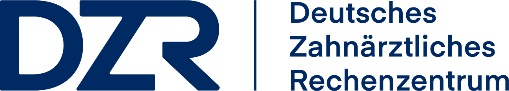 DZR
Deutsches
Zahnärztliches
Rechenzentrum